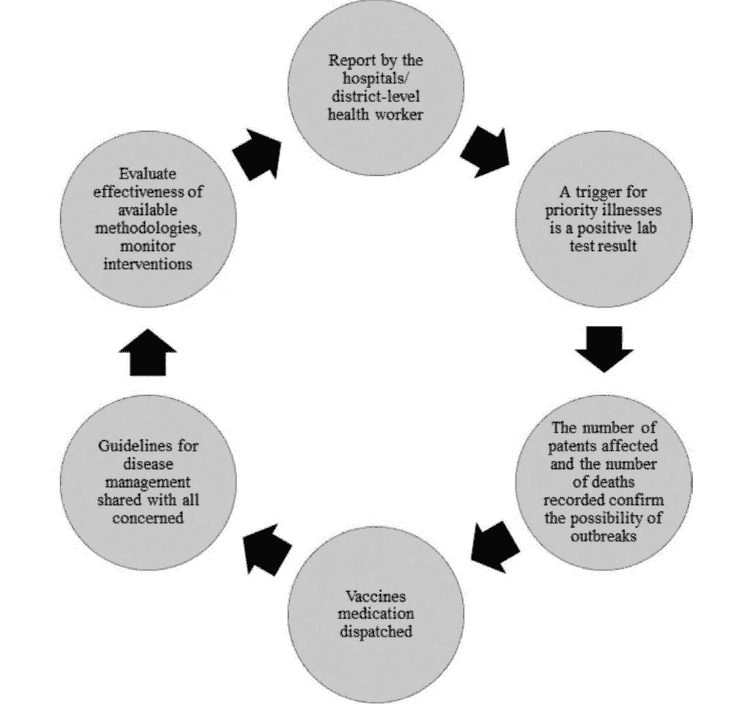 Report by the
hospitals/
district-level
health worker
A trigger for
priority illnesses
is a positive lab
test result
The number of
patents affected
and the number
of deaths
recorded confirm
the possibility of
outbreaks
Vaccines
medication
dispatched
Guidelines for
disease
management
shared with all
concerned
Evaluate
effectiveness of
available
methodologies,
monitor
interventions